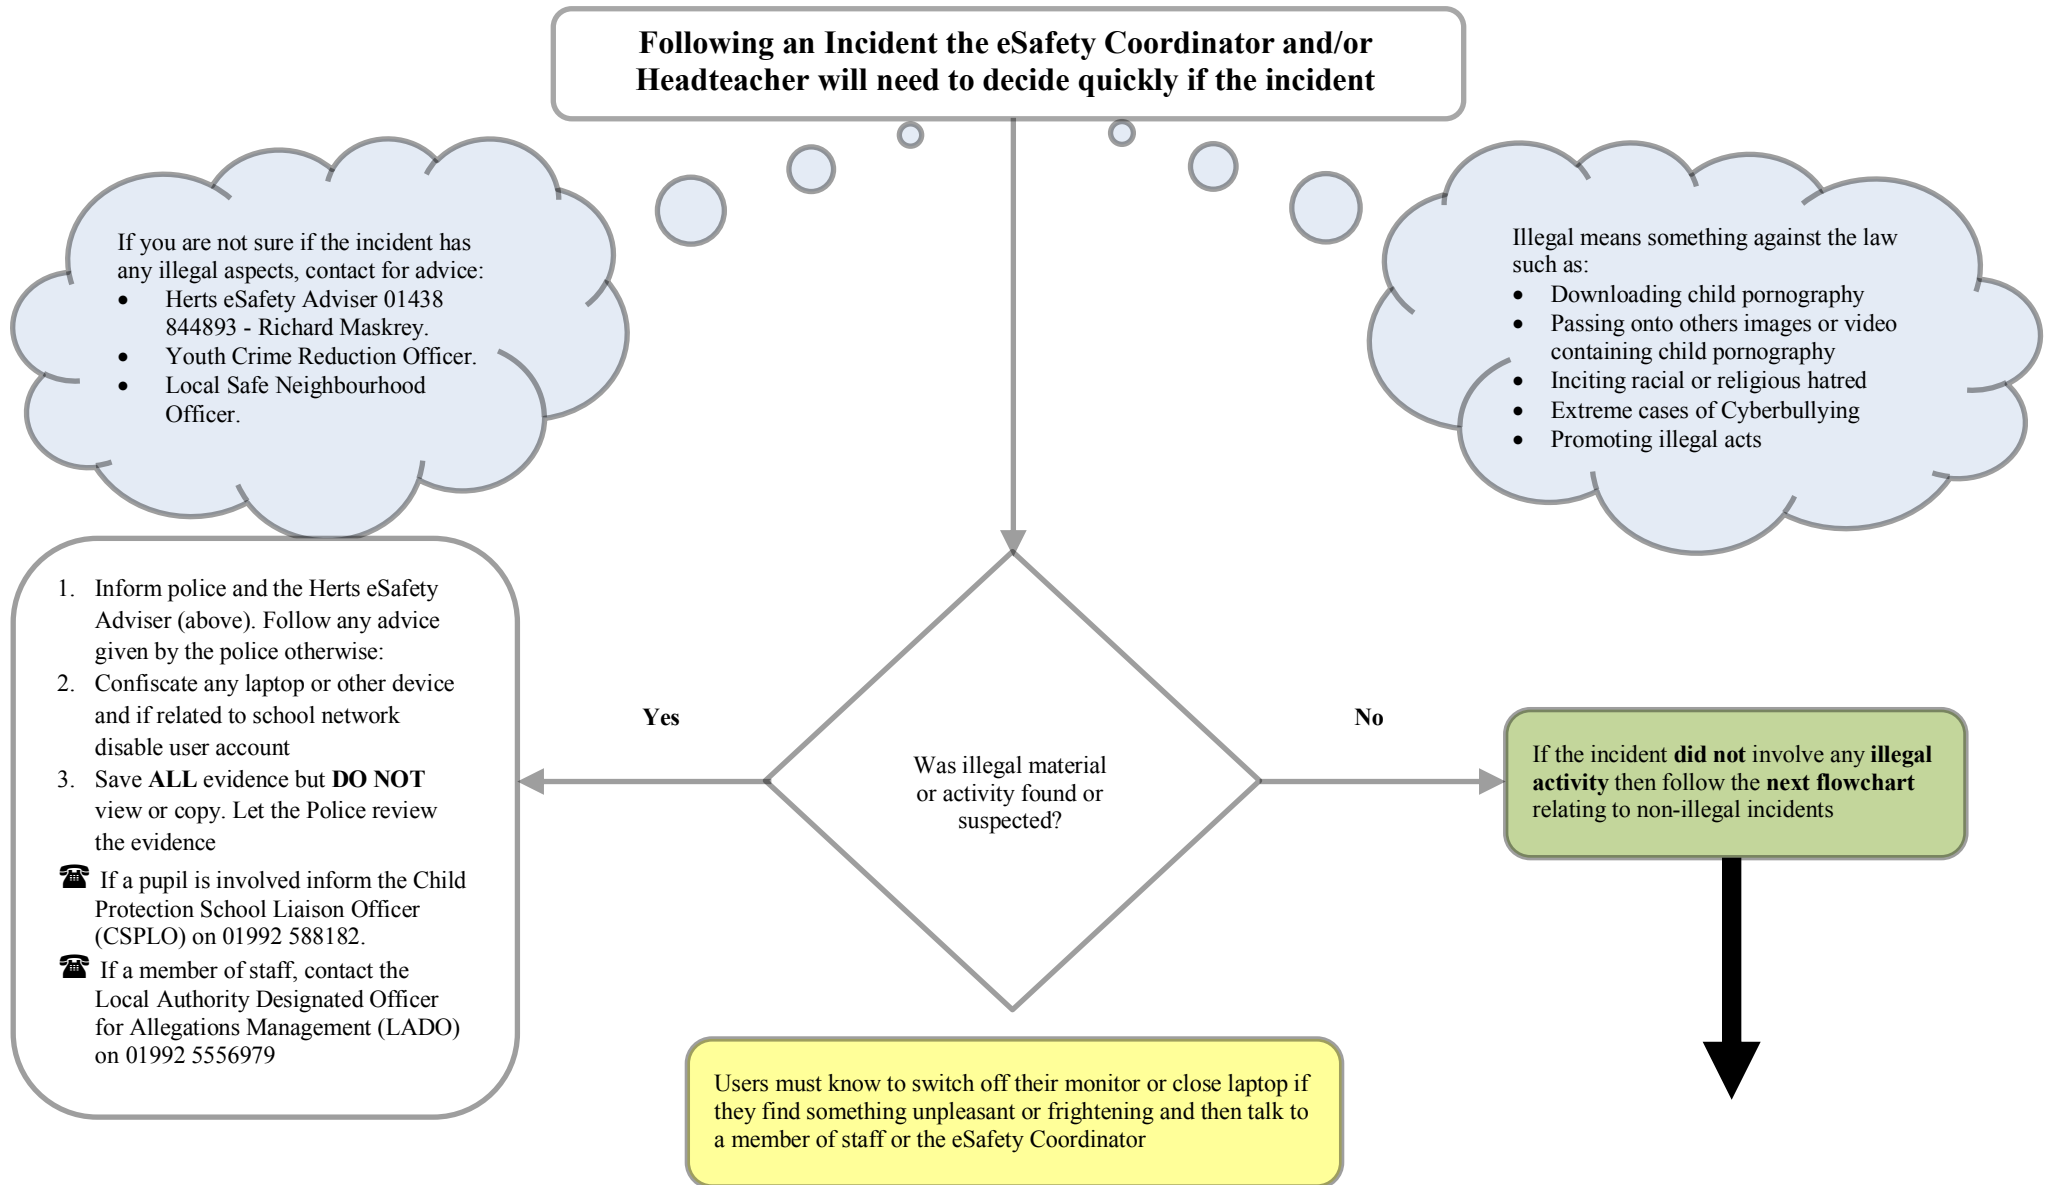 Following an Incident the eSafety Coordinator and/or
Headteacher will need to decide quickly if the incident
If you are not sure if the incident has
any illegal aspects, contact for advice:
• Herts eSafety Adviser 01438
844893 - Richard Maskrey.
• Youth Crime Reduction Officer.
• Local Safe Neighbourhood
Officer.
Illegal means something against the law
such as:
• Downloading child pornography
• Passing onto others images or video
containing child pornography
• Inciting racial or religious hatred
• Extreme cases of Cyberbullying
• Promoting illegal acts
1. Inform police and the Herts eSafety
Adviser (above). Follow any advice
given by the police otherwise:
2. Confiscate any laptop or other device
and if related to school network
disable user account
3. Save ALL evidence but DO NOT
view or copy. Let the Police review
the evidence
☎ If a pupil is involved inform the Child
Protection School Liaison Officer
(CSPLO) on 01992 588182.
☎ If a member of staff, contact the
Local Authority Designated Officer
for Allegations Management (LADO)
on 01992 5556979
Yes
Was illegal material
or activity found or
suspected?
No
If the incident did not involve any illegal
activity then follow the next flowchart
relating to non-illegal incidents
Users must know to switch off their monitor or close laptop if
they find something unpleasant or frightening and then talk to
a member of staff or the eSafety Coordinator